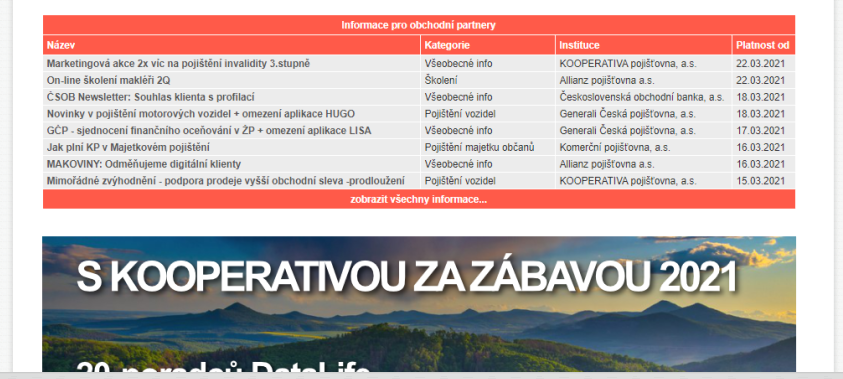 Informace pro obchodní partnery
Název Kategorie Instituce Platnost od
Marketingová akce 2x víc na pojištění invalidity 3.stupně Všeobecné info KOOPERATIVA pojišťovna, a.s. 22.03.2021
On-line školení makléři 2Q Školení Allianz pojišťovna a.s. 22.03.2021
ČSOB Newsletter: Souhlas klienta s profilací Všeobecné info Československá obchodní banka, a.s. 18.03.2021
Novinky v pojištění motorových vozidel + omezení aplikace HUGO Pojištění vozidel Generali Česká pojišťovna, a.s. 18.03.2021
GČP - sjednocení finančního oceňování v ŽP + omezení aplikace LISA Všeobecné info Generali Česká pojišťovna, a.s. 17.03.2021
Jak plní KP v Majetkovém pojištění Pojištění majetku občanů Komerční pojišťovna, a.s. 16.03.2021
MAKOVINY: Odměňujeme digitální klienty Všeobecné info Allianz pojišťovna a.s. 16.03.2021
Mimořádné zvýhodnění - podpora prodeje vyšší obchodní sleva -prodloužení Pojištění vozidel KOOPERATIVA pojišťovna, a.s. 15.03.2021
zobrazit všechny informace...
S KOOPERATIVOU ZA ZÁBAVOU 2021
20 poradců DataLife